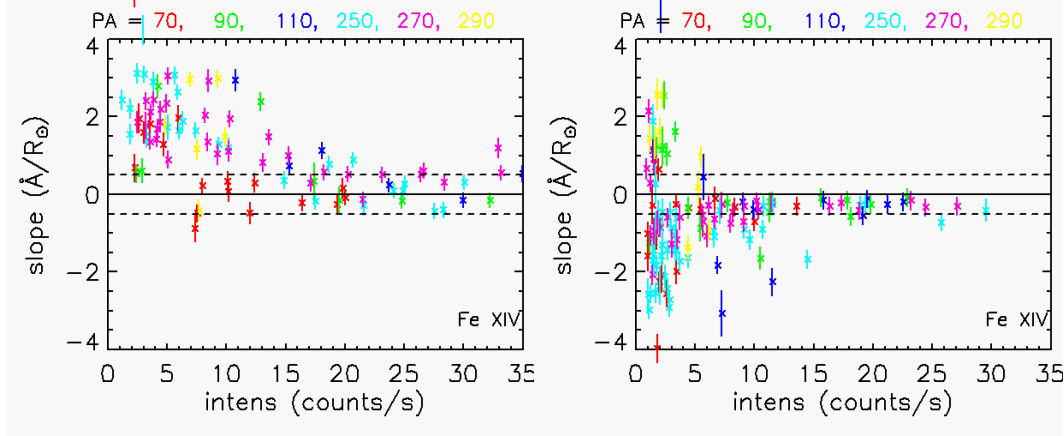 PA = 70, 90, 110, 250, 270, 290
4
2
0
−2
−4
slope (Å/R☉)
Fe XIV
0 5 10 15 20 25 30 35
intens (counts/s)
PA = 70, 90, 110, 250, 270, 290
4
2
0
−2
−4
slope (Å/R☉)
Fe XIV
0 5 10 15 20 25 30 35
intens (counts/s)